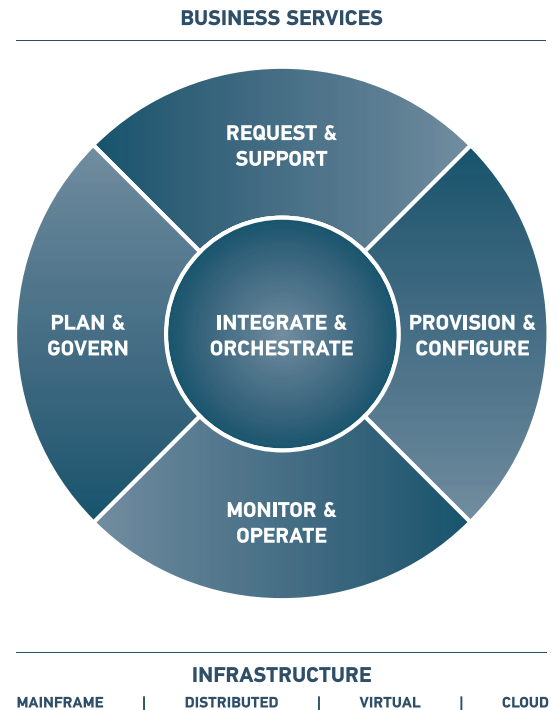 BUSINESS SERVICES
REQUEST &
SUPPORT
PLAN &
GOVERN
INTEGRATE &
ORCHESTRATE
PROVISION &
CONFIGURE
MONITOR &
OPERATE
INFRASTRUCTURE
MAINFRAME | DISTRIBUTED | VIRTUAL | CLOUD